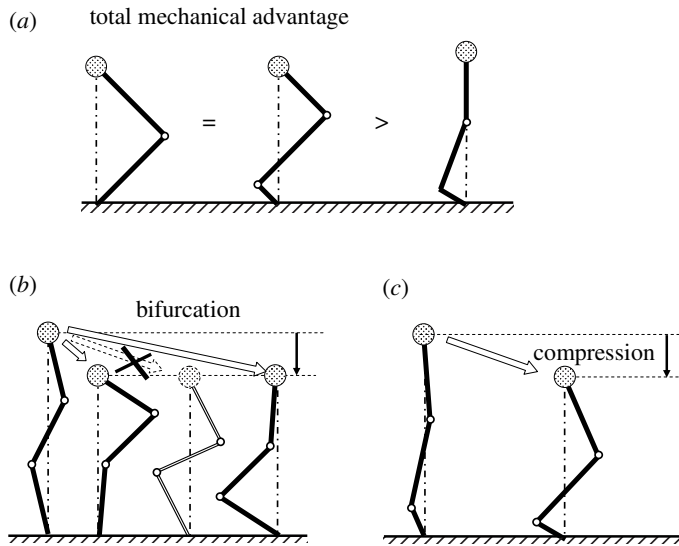 (a) total mechanical advantage
= >
(b)
bifurcation
(c)
compression